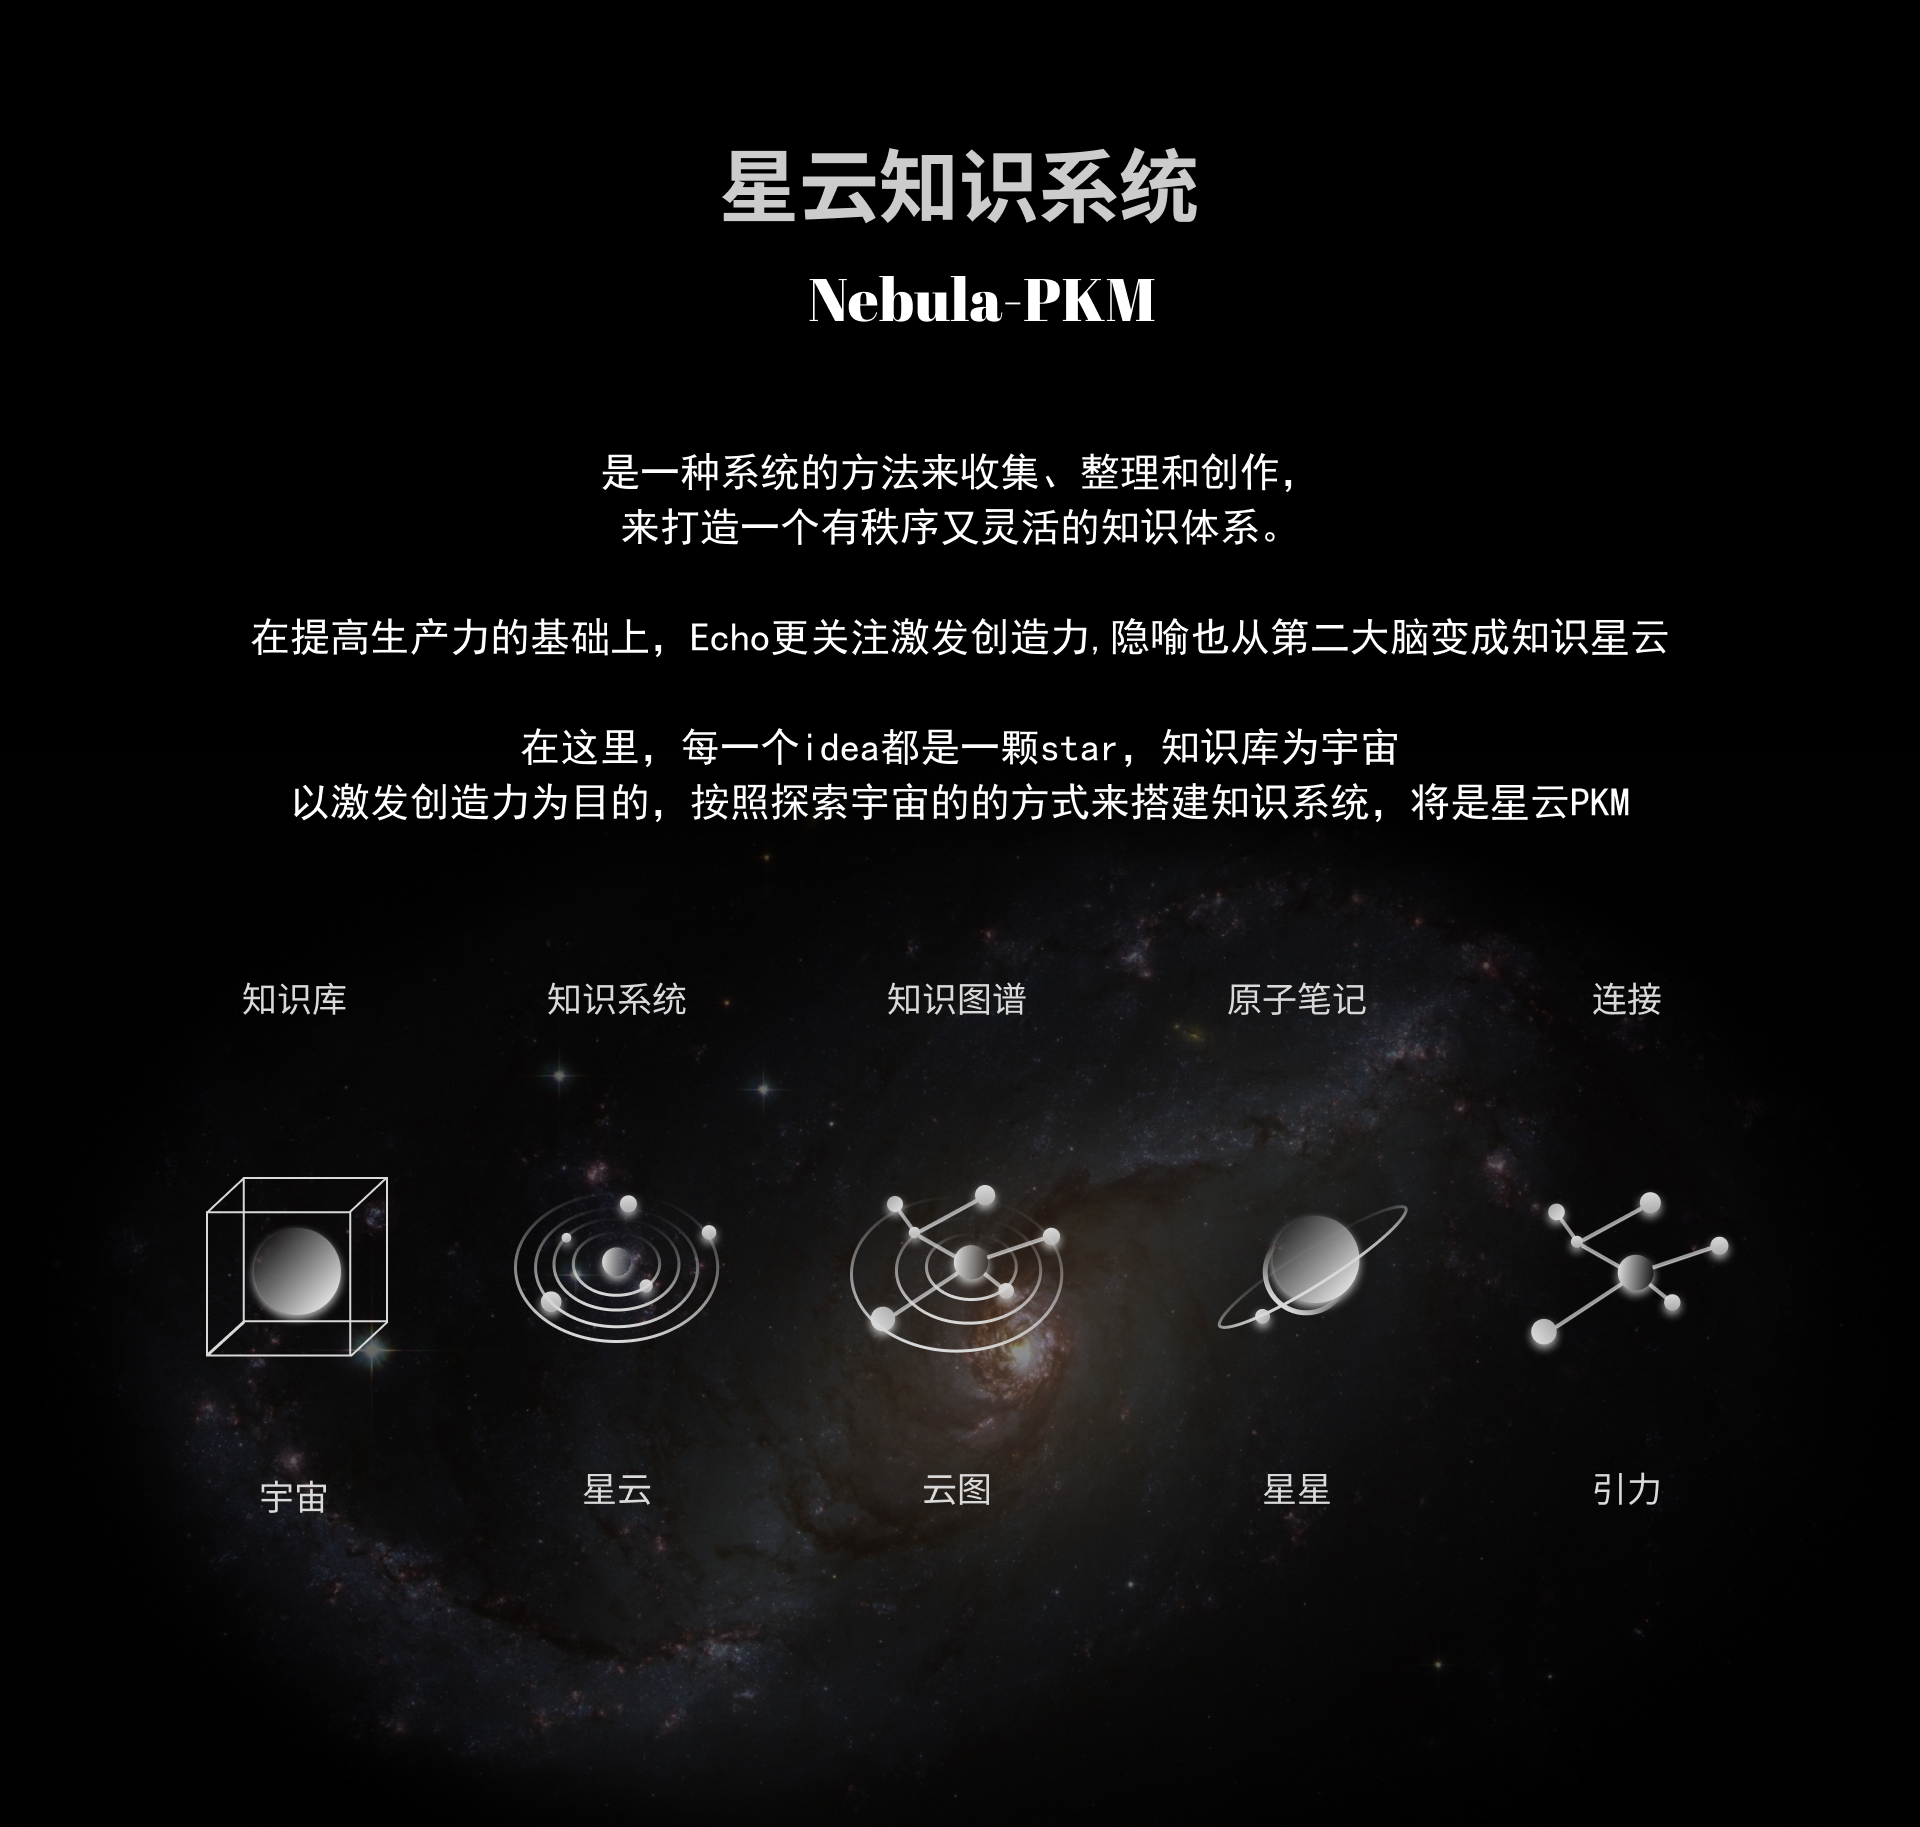 星云知识系统
Nebula-PKM
是一种系统的方法来收集、整理和创作，
来打造一个有秩序又灵活的知识体系。
在提高生产力的基础上，Echo更关注激发创造力,隐喻也从第二大脑变成知识星云
在这里，每一个idea都是一颗star，知识库为宇宙
以激发创造力为目的，按照探索宇宙的的方式来搭建知识系统，将是星云PKM
知识库 知识系统 知识图谱 原子笔记 连接
宇宙 星云 云图 星星 引力